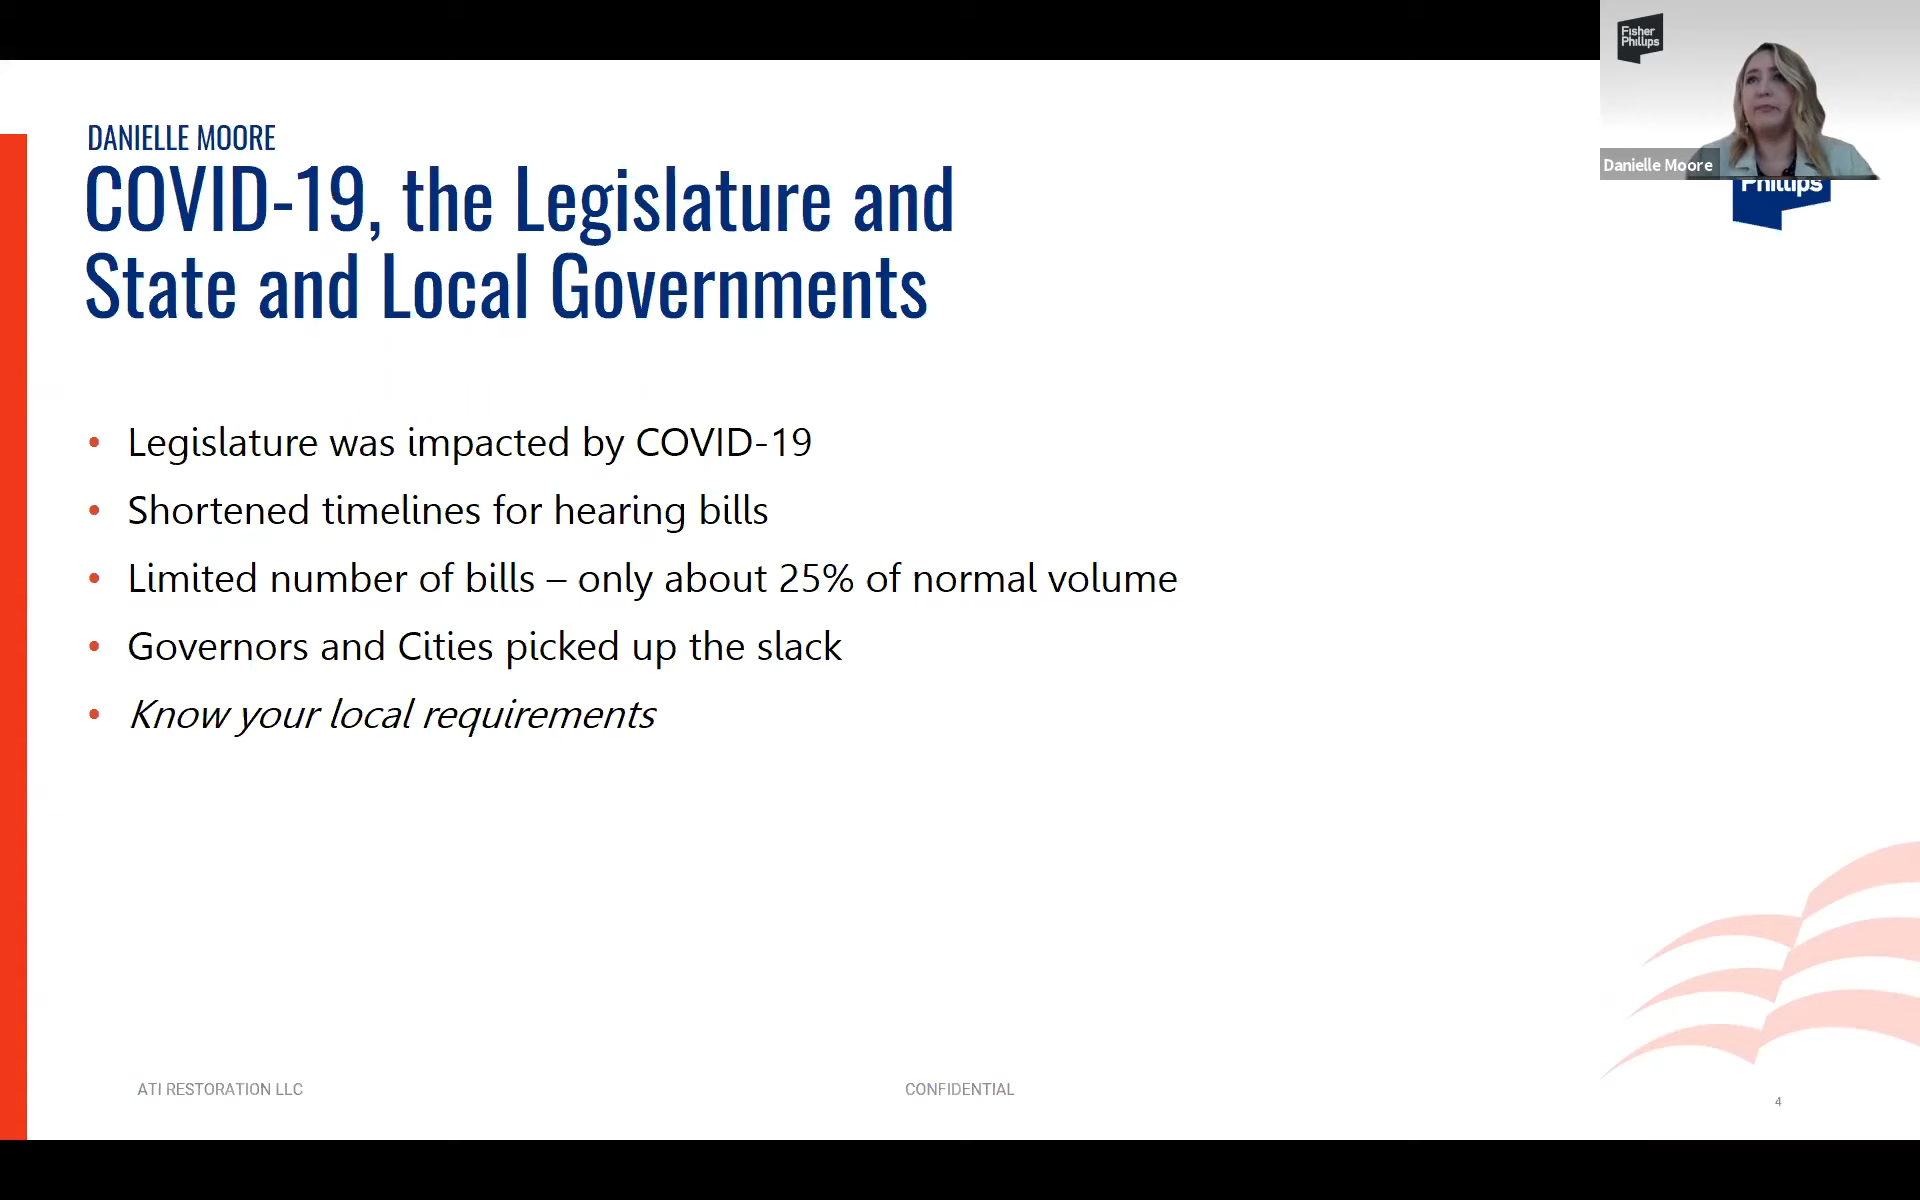 Fisher
Phillips
Danielle Moore
Phillips
DANIELLE MOORE
COVID-19, the Legislature and
State and Local Governments
• Legislature was impacted by COVID-19
• Shortened timelines for hearing bills
• Limited number of bills – only about 25% of normal volume
• Governors and Cities picked up the slack
• Know your local requirements
ATI RESTORATION LLC
CONFIDENTIAL
4